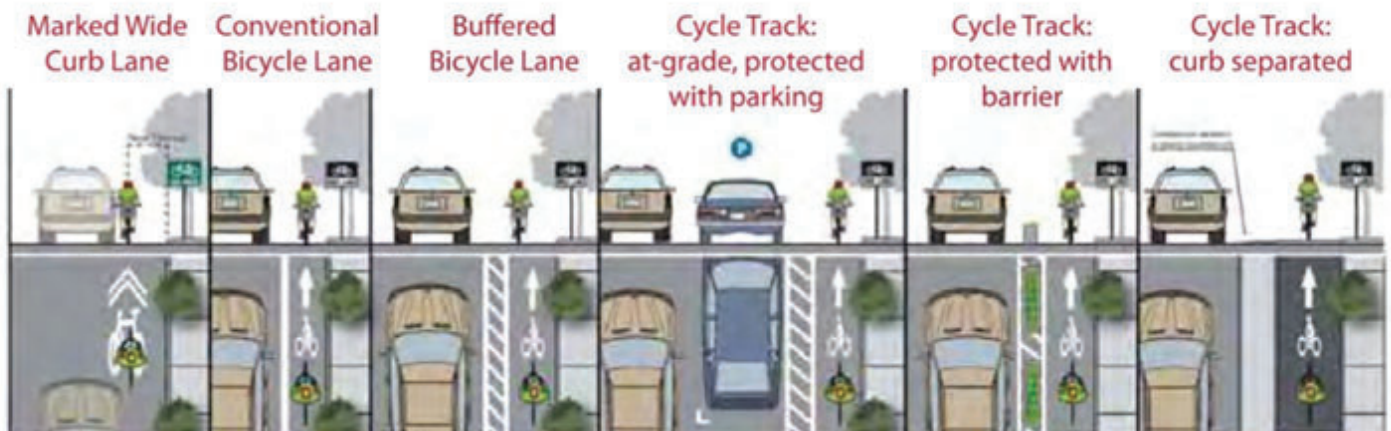 Marked Wide
Curb Lane
Conventional
Bicycle Lane
Buffered
Bicycle Lane
Cycle Track:
at-grade, protected
with parking
Cycle Track:
protected with
barrier
Cycle Track:
curb separated
P